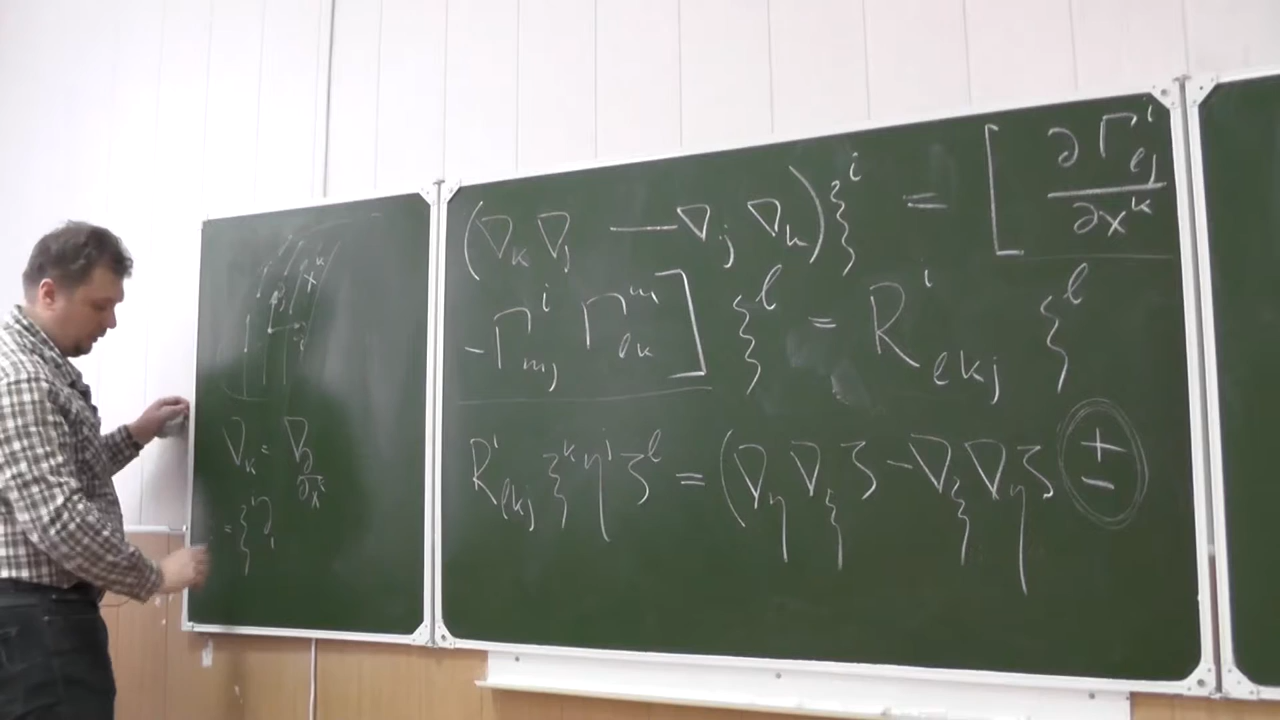 x^k
∇_k = ∇_{∂/∂x^k}
= ξ^i ∂_i
(∇_k ∇_j — ∇_j ∇_k) ξ^i = [ ∂Γ^i_{lj} / ∂x^k
- Γ^i_{mj} Γ^m_{lk} ] ξ^l = R^i_{lkj} ξ^l
R^i_{lkj} ξ^k η^j ζ^l = (∇_η ∇_ξ ζ - ∇_ξ ∇_η ζ ±